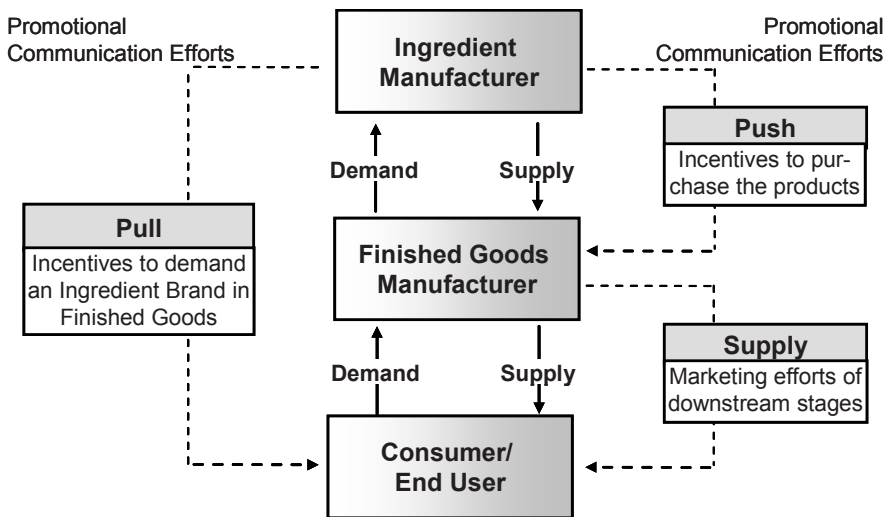 Promotional
Communication Efforts
Ingredient
Manufacturer
Promotional
Communication Efforts
Push
Incentives to pur-
chase the products
Demand
Supply
Pull
Incentives to demand
an Ingredient Brand in
Finished Goods
Finished Goods
Manufacturer
Supply
Marketing efforts of
downstream stages
Demand
Supply
Consumer/
End User